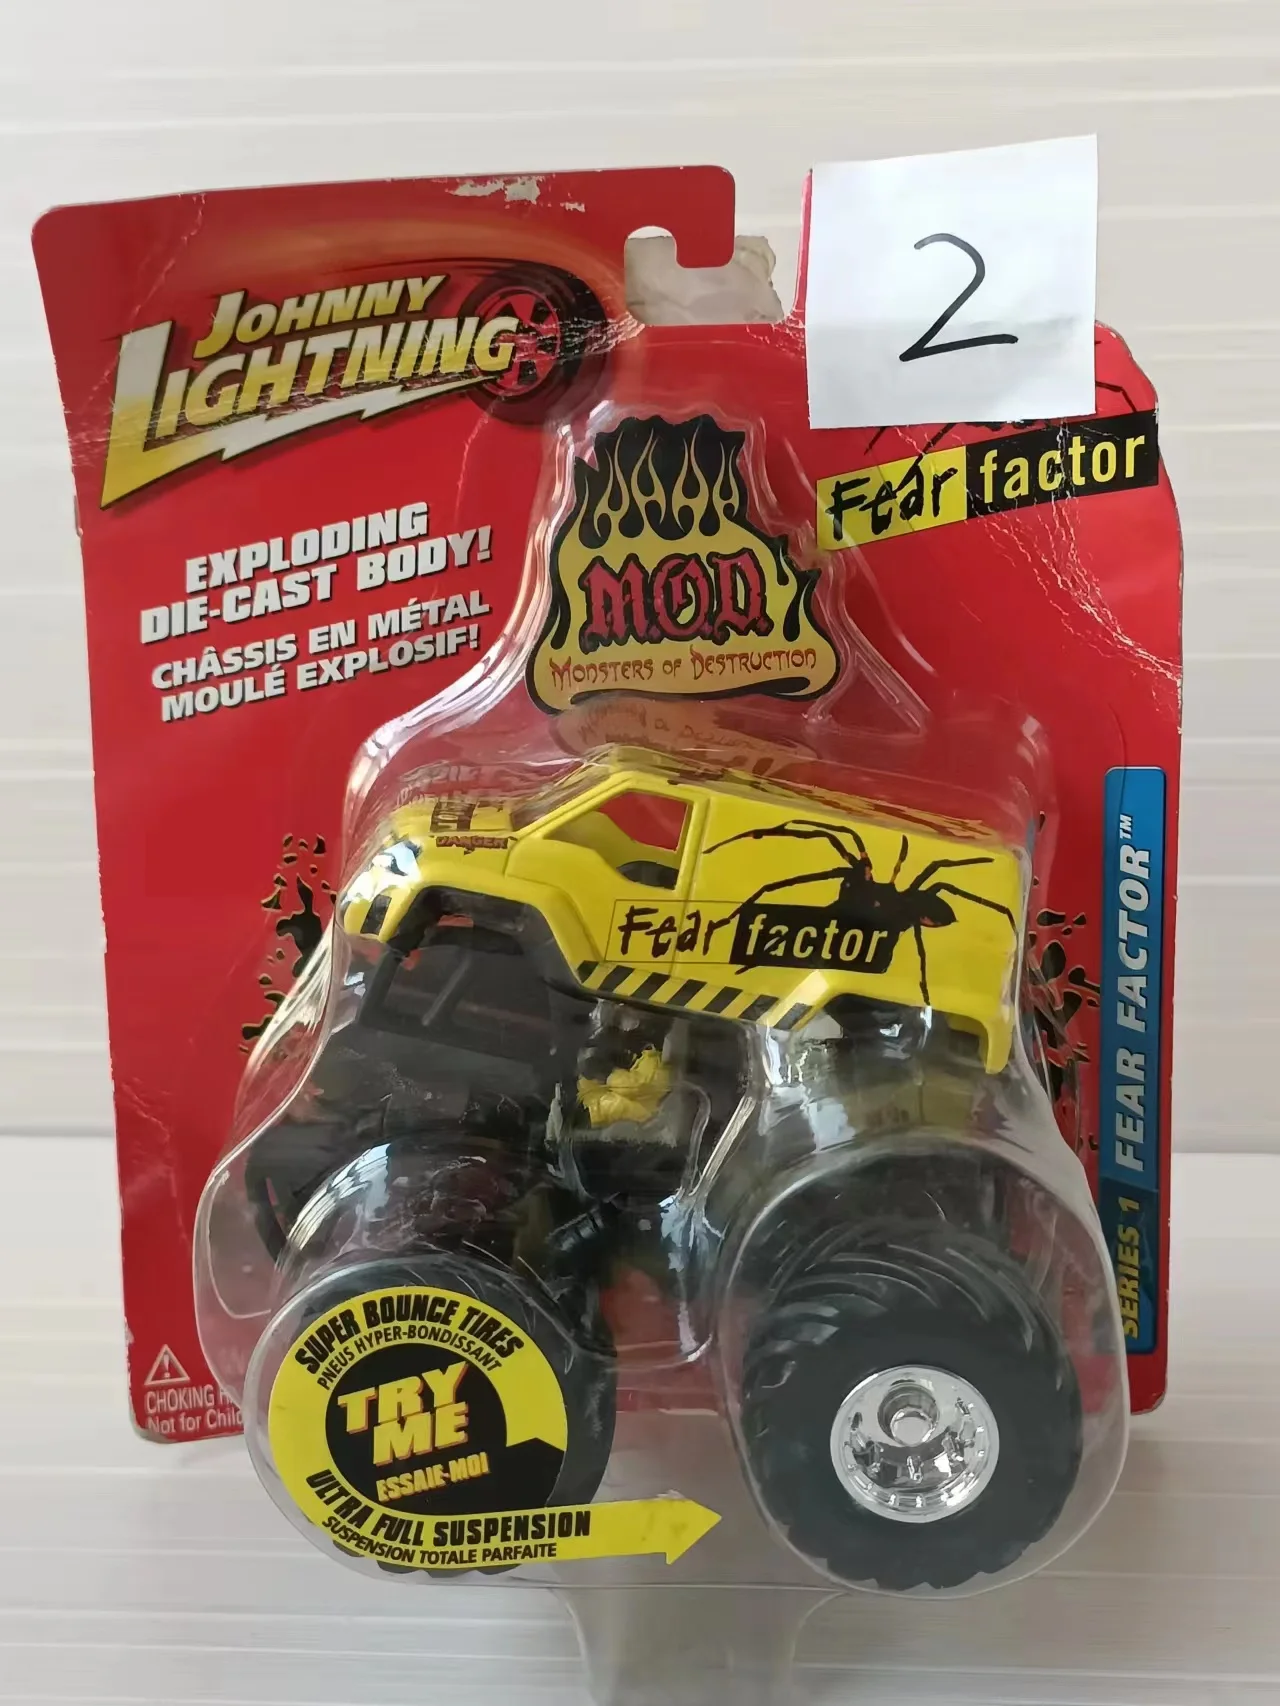 2
JOHNNY
LIGHTNING
Fear factor
EXPLODING
DIE-CAST BODY!
CHÂSSIS EN MÉTAL
MOULÉ EXPLOSIF!
M.O.D.
MONSTERS OF DESTRUCTION
DANGER
Fear factor
SERIES 1 FEAR FACTOR™
SUPER BOUNCE TIRES
PNEUS HYPER-BONDISSANT
TRY
ME
ESSAIE-MOI
ULTRA FULL SUSPENSION
SUSPENSION TOTALE PARFAITE
CHOKING
Not for